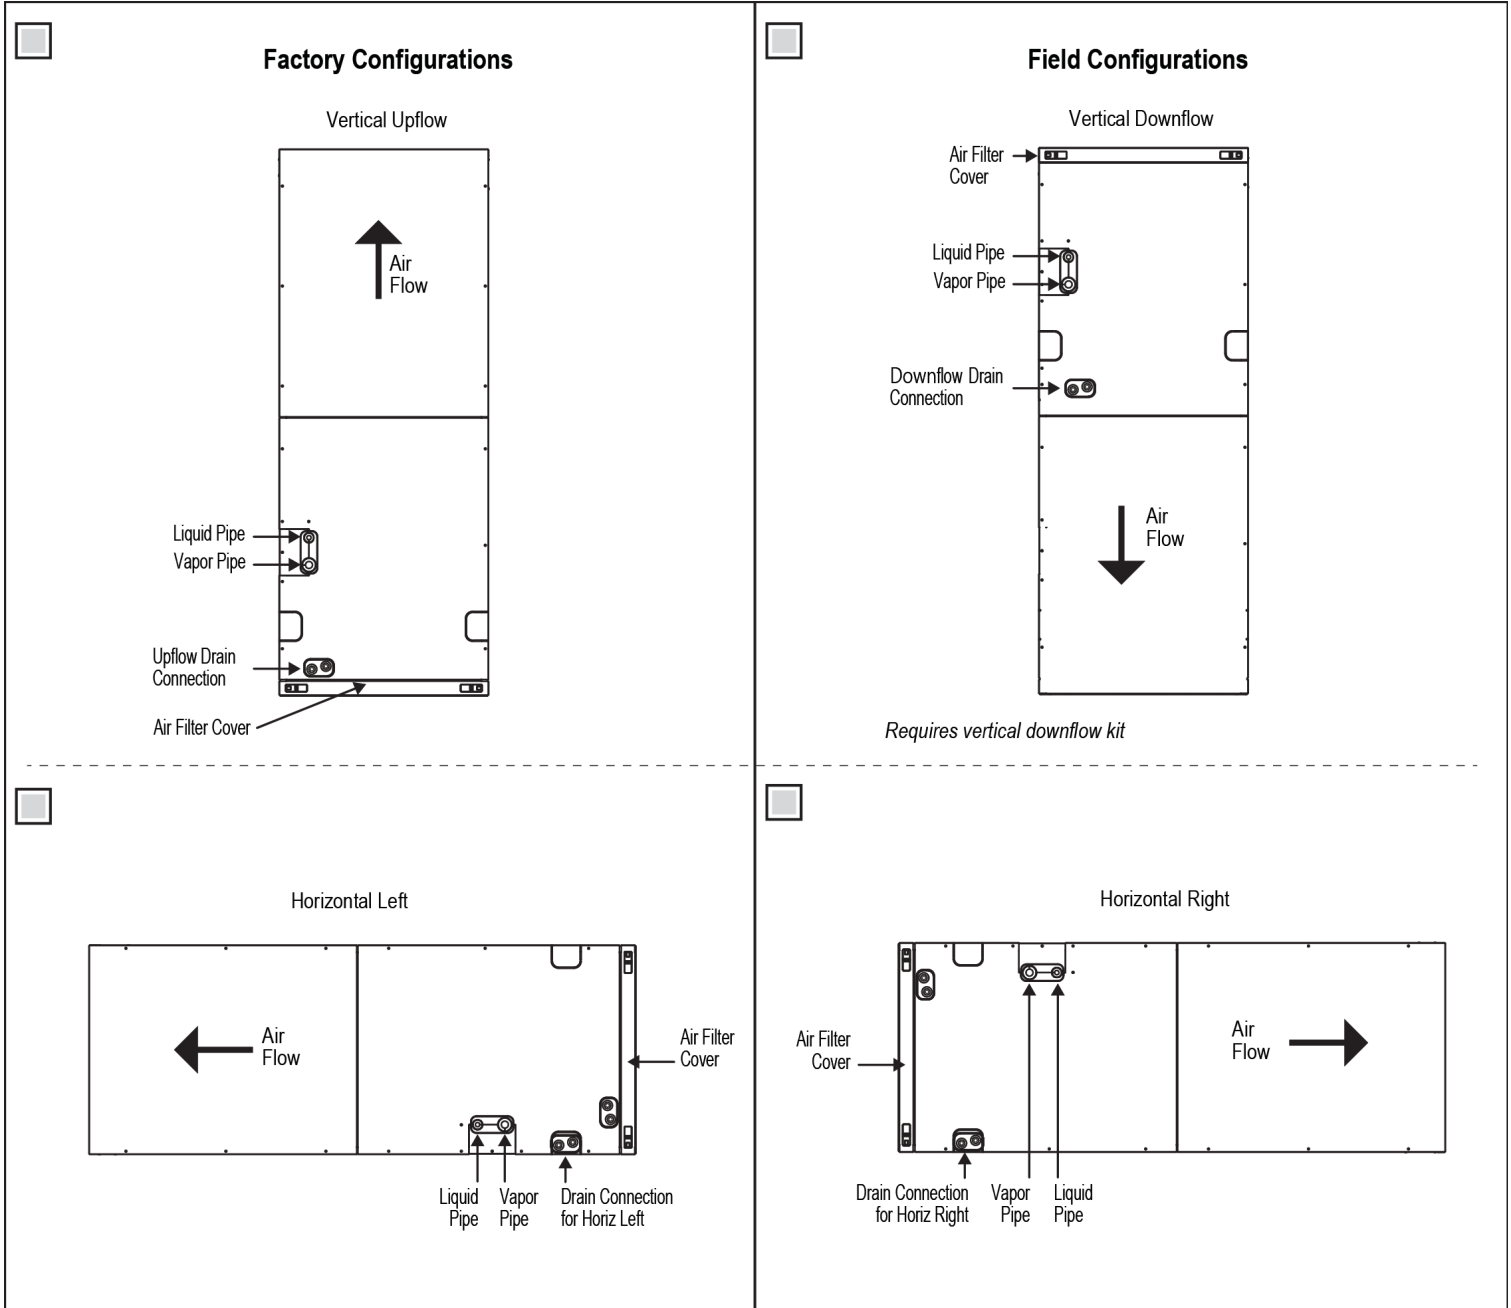 Factory Configurations
Vertical Upflow
Air
Flow
Liquid Pipe
Vapor Pipe
Upflow Drain
Connection
Air Filter Cover
Field Configurations
Vertical Downflow
Air Filter
Cover
Liquid Pipe
Vapor Pipe
Downflow Drain
Connection
Air
Flow
Requires vertical downflow kit
Horizontal Left
Air
Flow
Air Filter
Cover
Liquid
Pipe
Vapor
Pipe
Drain Connection
for Horiz Left
Horizontal Right
Air Filter
Cover
Air
Flow
Drain Connection
for Horiz Right
Vapor
Pipe
Liquid
Pipe